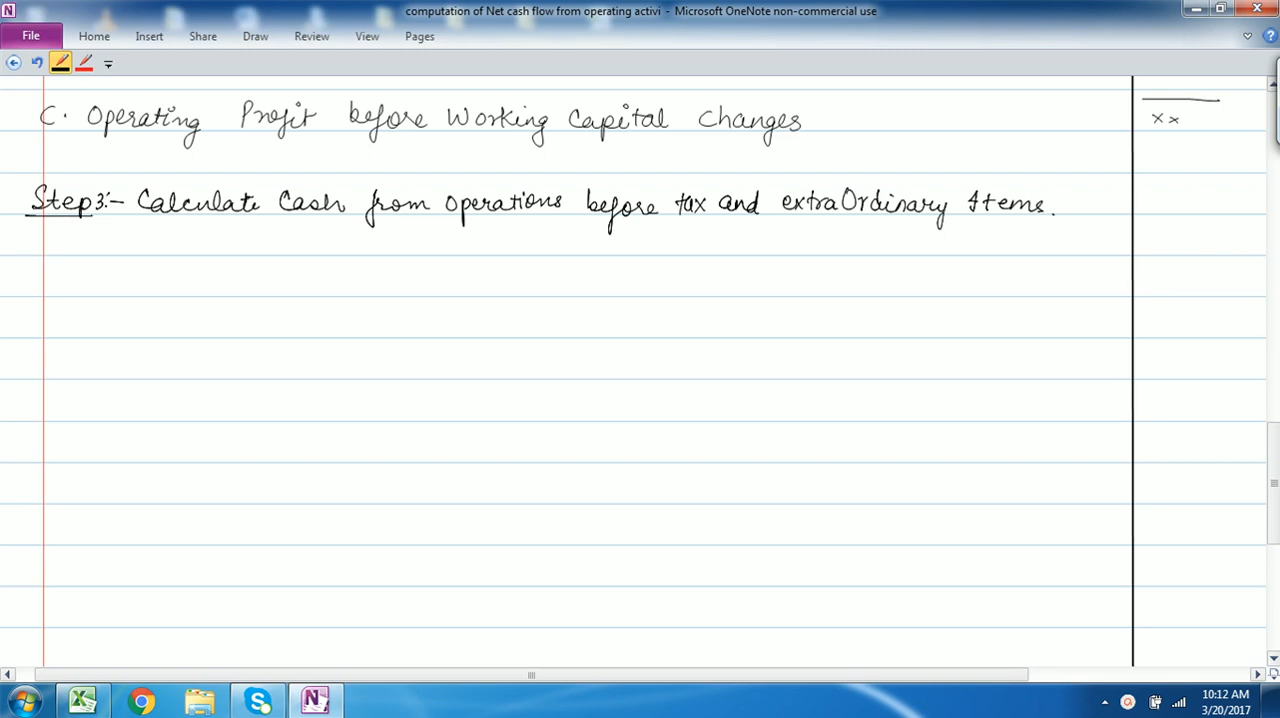 computation of Net cash flow from operating activi - Microsoft OneNote non-commercial use
File Home Insert Share Draw Review View Pages
C. Operating Profit before Working Capital Changes xx
Step 3:- Calculate Cash from operations before tax and extraOrdinary Items.
10:12 AM
3/20/2017